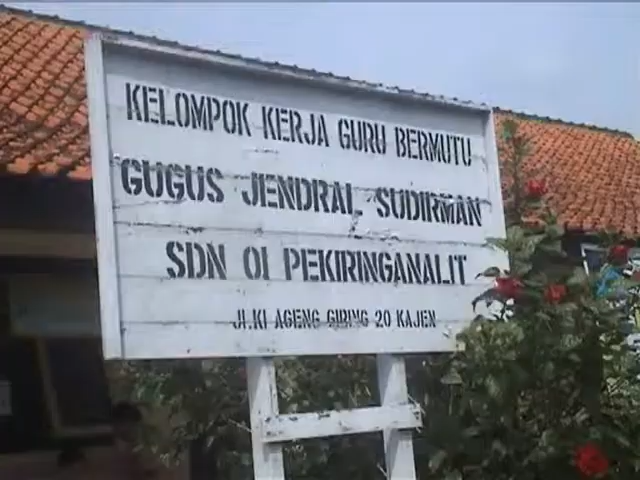 KELOMPOK KERJA GURU BERMUTU
GUGUS JENDRAL SUDIRMAN
SDN 01 PEKIRINGANALIT
JL.KI AGENG GIRING 20 KAJEN